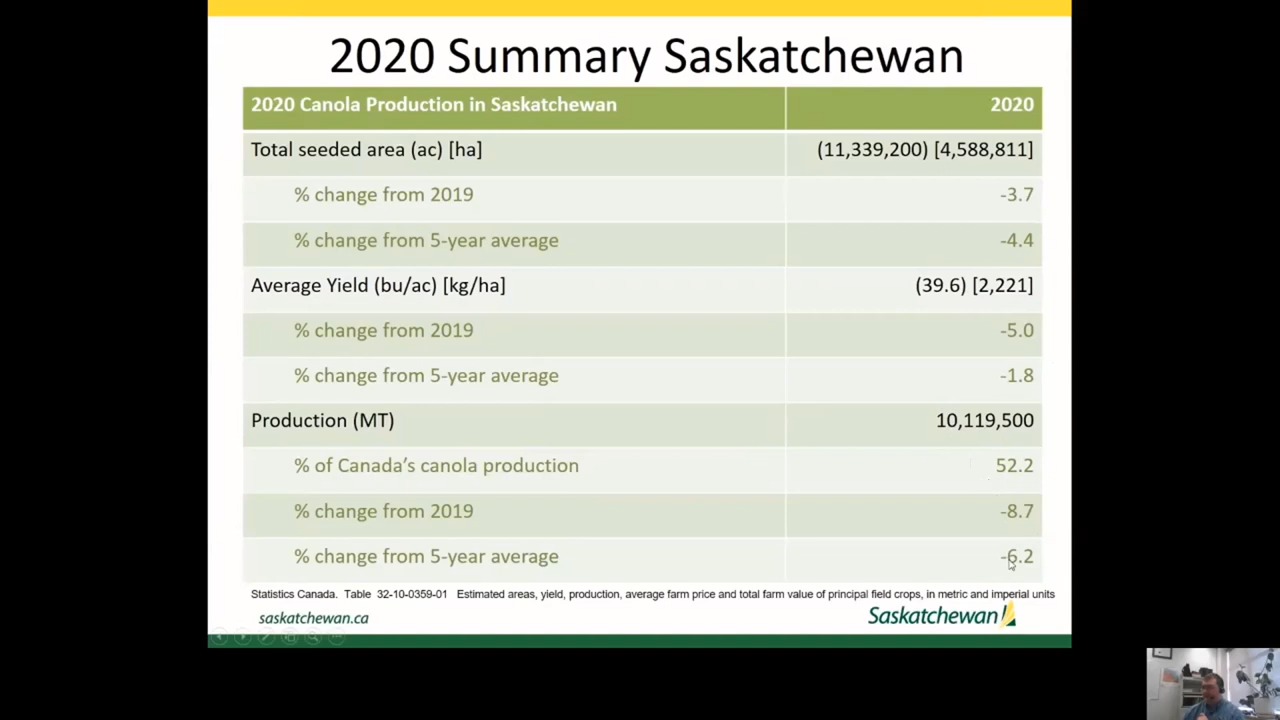 2020 Summary Saskatchewan
2020 Canola Production in Saskatchewan 2020
Total seeded area (ac) [ha] (11,339,200) [4,588,811]
% change from 2019 -3.7
% change from 5-year average -4.4
Average Yield (bu/ac) [kg/ha] (39.6) [2,221]
% change from 2019 -5.0
% change from 5-year average -1.8
Production (MT) 10,119,500
% of Canada’s canola production 52.2
% change from 2019 -8.7
% change from 5-year average -6.2
Statistics Canada. Table 32-10-0359-01 Estimated areas, yield, production, average farm price and total farm value of principal field crops, in metric and imperial units
saskatchewan.ca Saskatchewan